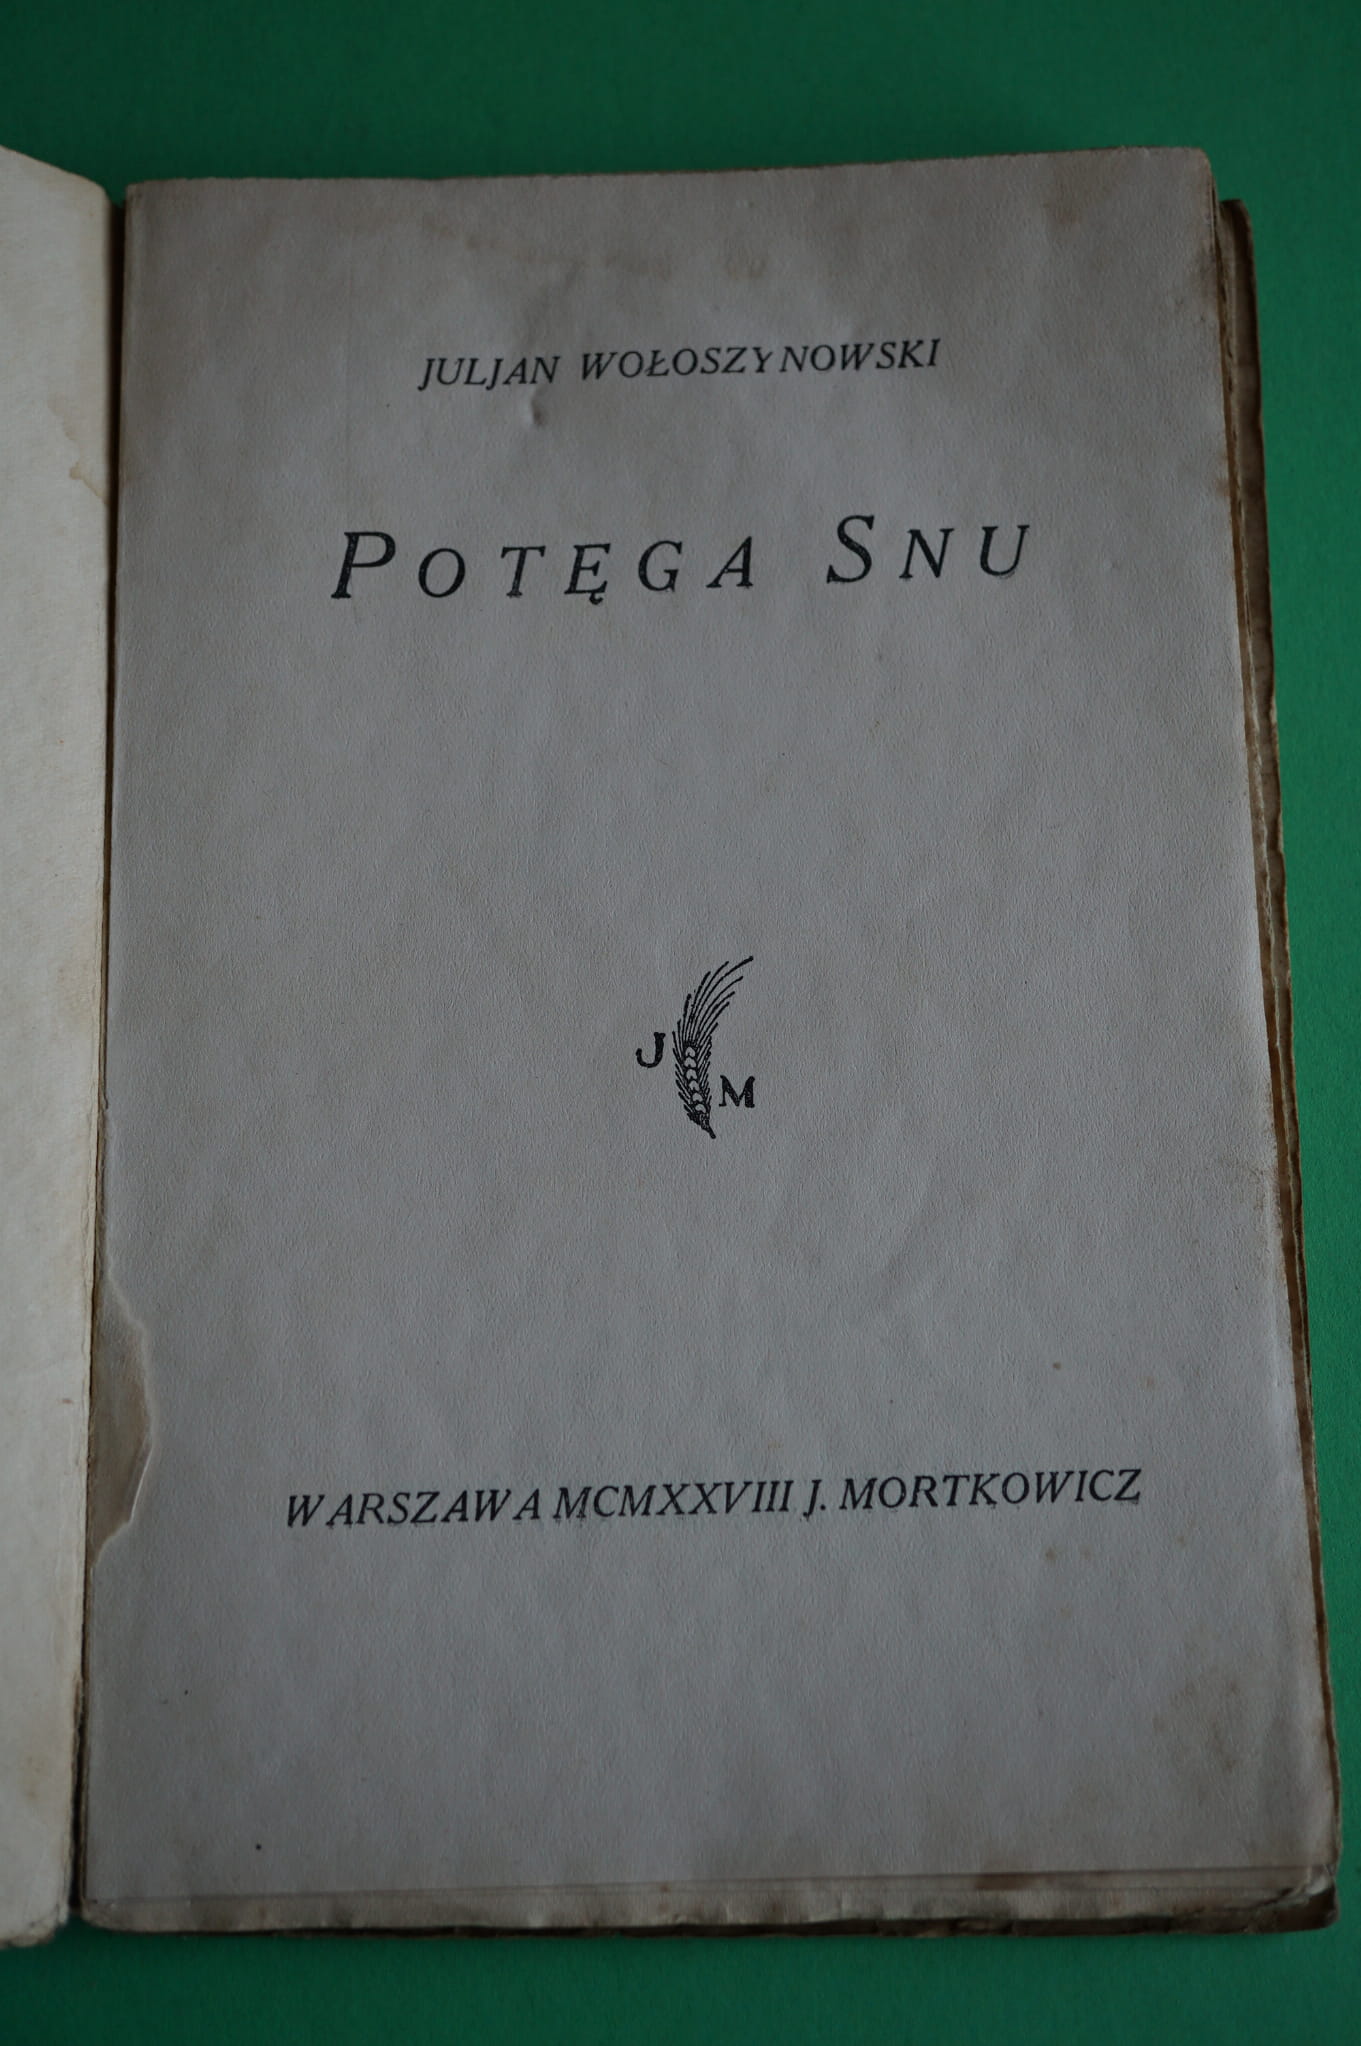 JULJAN WOŁOSZYNOWSKI
POTĘGA SNU
J M
WARSZAWA MCMXXVIII J. MORTKOWICZ